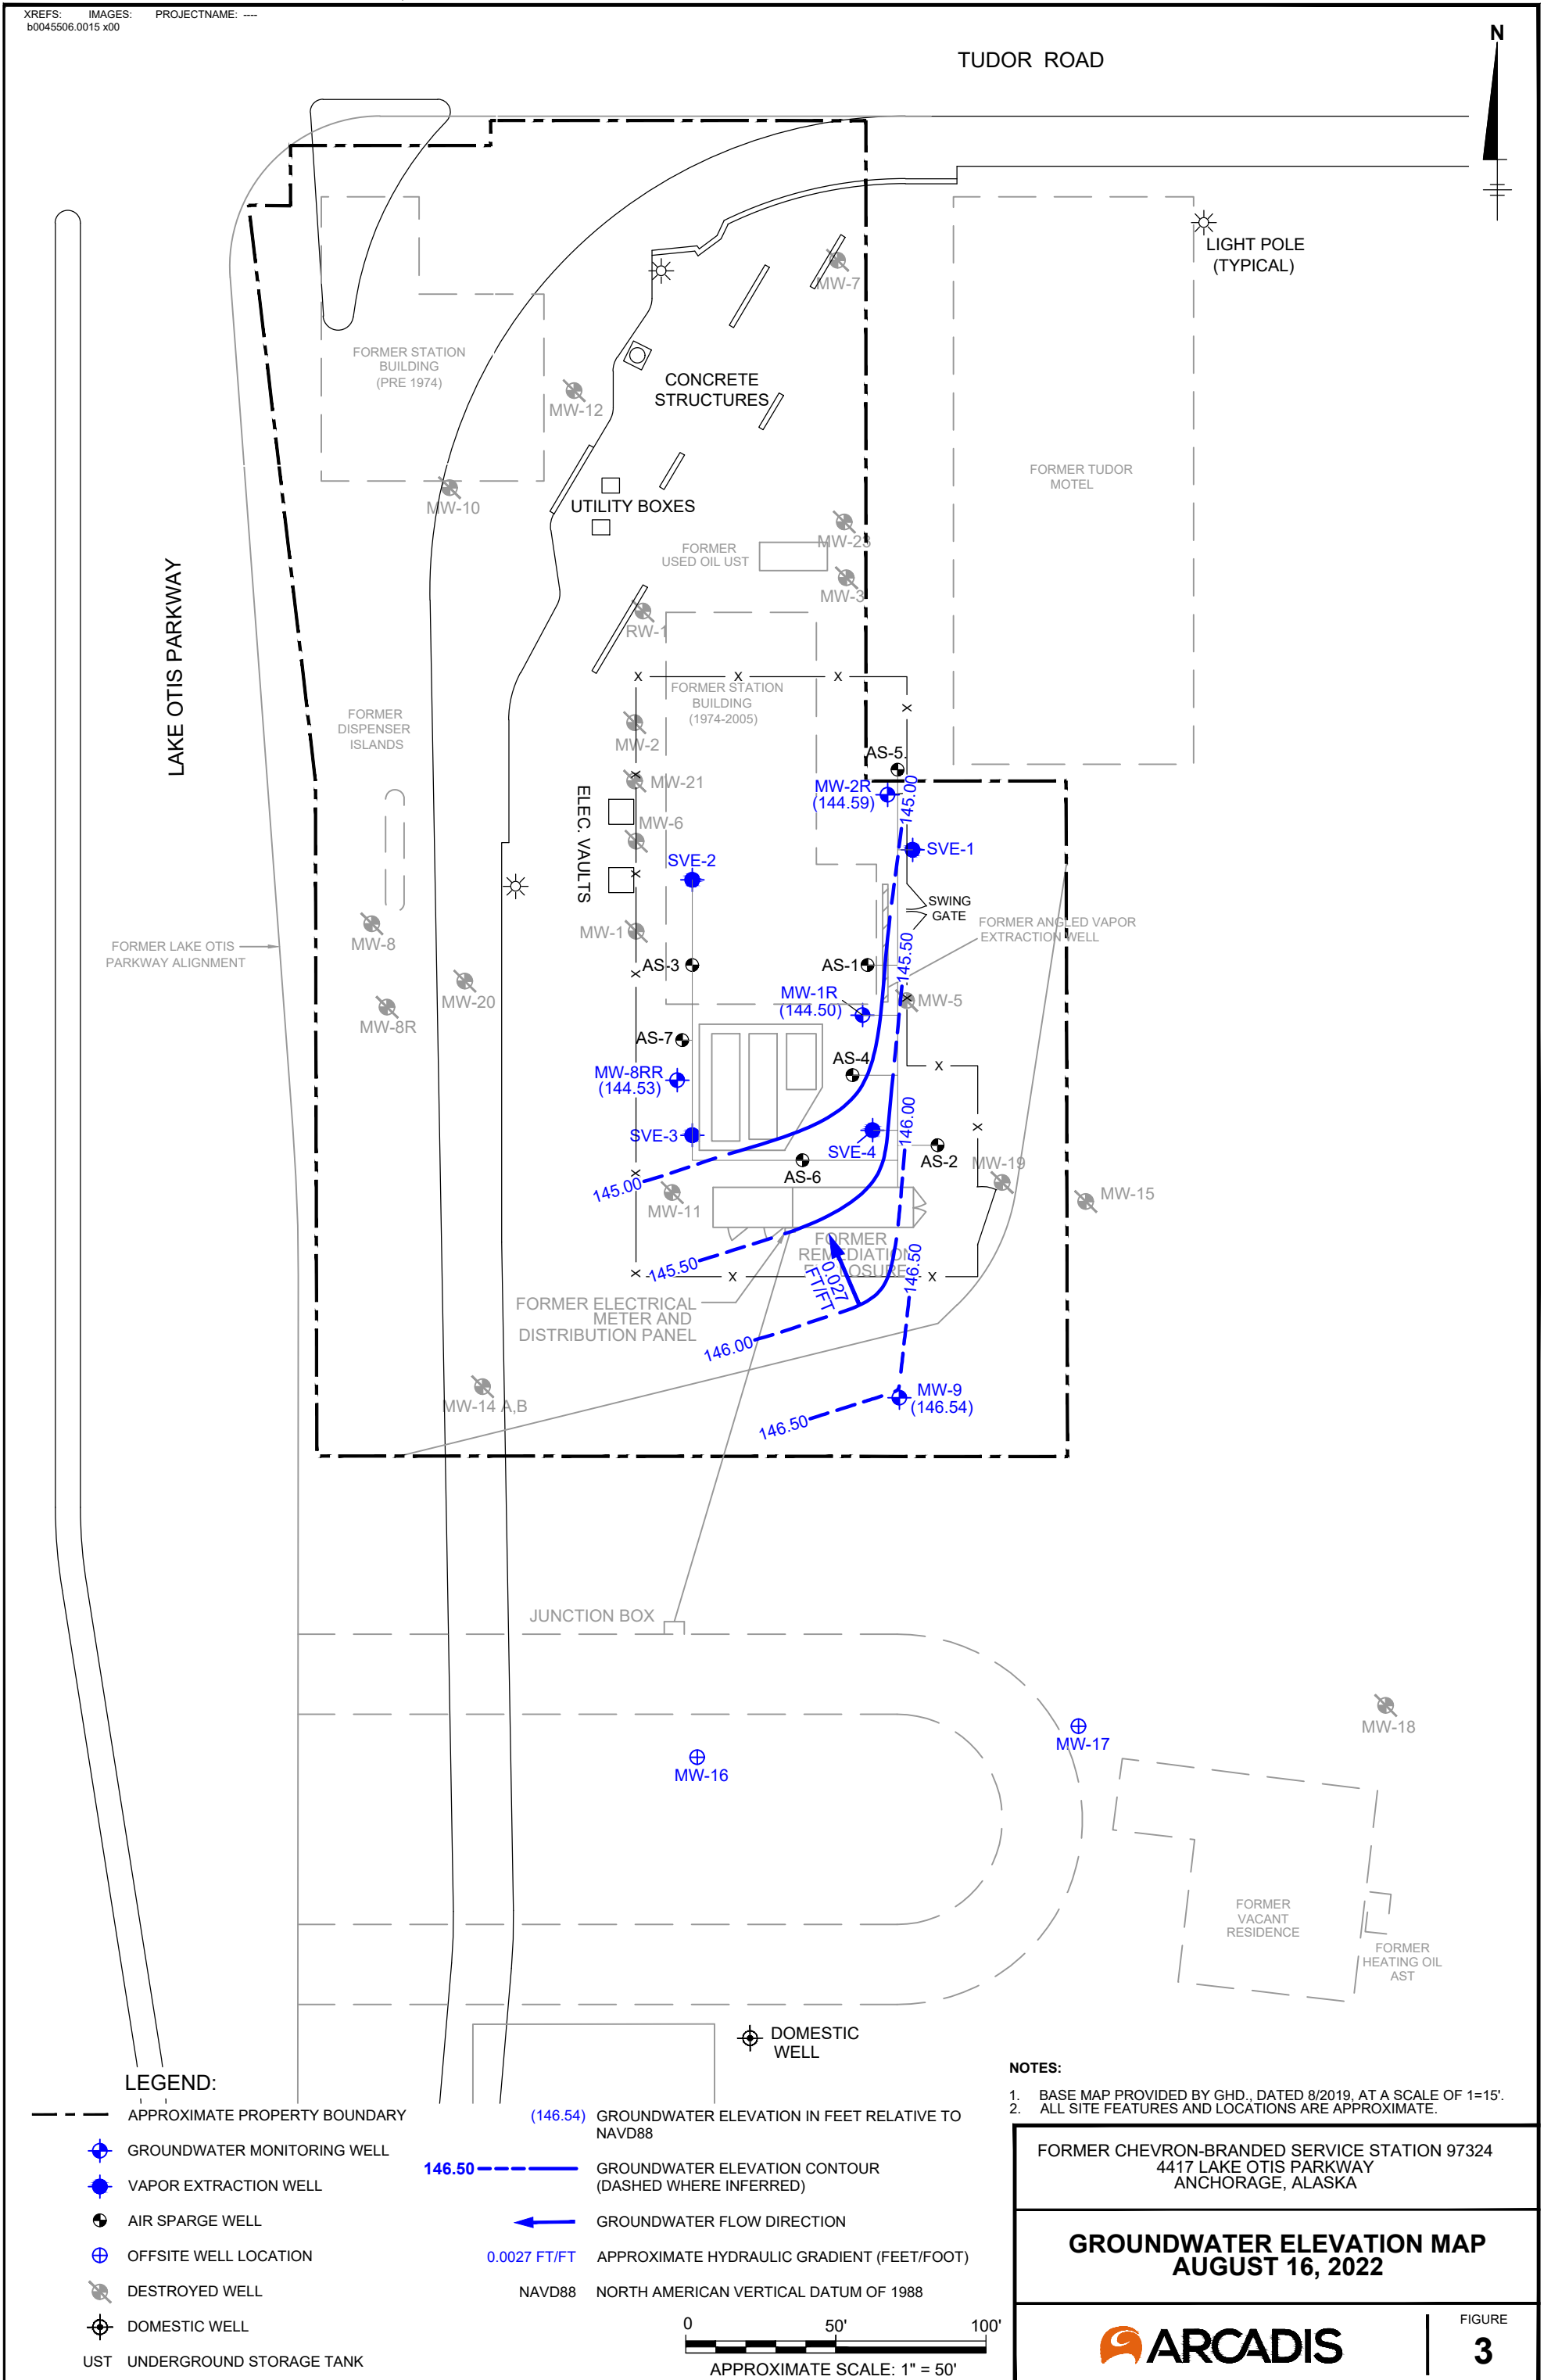 XREFS: IMAGES: PROJECTNAME: ----
b0045506.0015 x00
TUDOR ROAD
N
LIGHT POLE
(TYPICAL)
MW-7
FORMER STATION
BUILDING
(PRE 1974)
CONCRETE
STRUCTURES
MW-12
FORMER TUDOR
MOTEL
MW-10
UTILITY BOXES
MW-23
FORMER
USED OIL UST
MW-3
LAKE OTIS PARKWAY
RW-1
X X X
FORMER STATION
BUILDING
(1974-2005)
X
FORMER
DISPENSER
ISLANDS
MW-2
AS-5
X
MW-21
MW-2R
(144.59)
145.00
ELEC. VAULTS
MW-6
SVE-1
SVE-2
X
SWING
GATE
FORMER ANGLED VAPOR
EXTRACTION WELL
MW-8
MW-1
FORMER LAKE OTIS
PARKWAY ALIGNMENT
145.50
AS-3
AS-1
X
MW-20
MW-1R
(144.50)
X
MW-5
MW-8R
AS-7
AS-4
X
MW-8RR
(144.53)
146.00
X
SVE-3
SVE-4
AS-2
MW-19
X
AS-6
145.00
MW-15
MW-11
FORMER
REMEDIATION
ENCLOSURE
146.50
145.50
X X X
0.027
FT/FT
FORMER ELECTRICAL
METER AND
DISTRIBUTION PANEL
146.00
MW-9
(146.54)
MW-14 A,B
146.50
JUNCTION BOX
MW-18
MW-17
MW-16
FORMER
VACANT
RESIDENCE
FORMER
HEATING OIL
AST
DOMESTIC
WELL
LEGEND:
APPROXIMATE PROPERTY BOUNDARY
GROUNDWATER MONITORING WELL
VAPOR EXTRACTION WELL
AIR SPARGE WELL
OFFSITE WELL LOCATION
DESTROYED WELL
DOMESTIC WELL
UST UNDERGROUND STORAGE TANK
(146.54) GROUNDWATER ELEVATION IN FEET RELATIVE TO
NAVD88
146.50 GROUNDWATER ELEVATION CONTOUR
(DASHED WHERE INFERRED)
GROUNDWATER FLOW DIRECTION
0.0027 FT/FT APPROXIMATE HYDRAULIC GRADIENT (FEET/FOOT)
NAVD88 NORTH AMERICAN VERTICAL DATUM OF 1988
0 50' 100'
APPROXIMATE SCALE: 1" = 50'
NOTES:
1. BASE MAP PROVIDED BY GHD., DATED 8/2019, AT A SCALE OF 1=15'.
2. ALL SITE FEATURES AND LOCATIONS ARE APPROXIMATE.
FORMER CHEVRON-BRANDED SERVICE STATION 97324
4417 LAKE OTIS PARKWAY
ANCHORAGE, ALASKA
GROUNDWATER ELEVATION MAP
AUGUST 16, 2022
ARCADIS
FIGURE
3